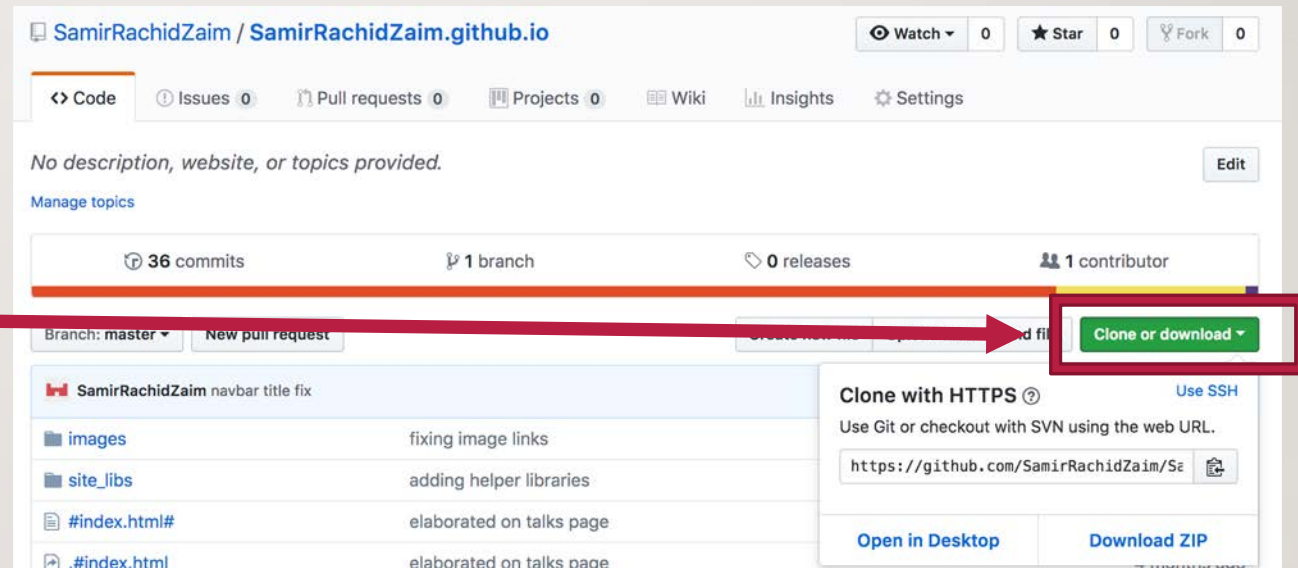 SamirRachidZaim / SamirRachidZaim.github.io
Watch 0 Star 0 Fork 0
Code Issues 0 Pull requests 0 Projects 0 Wiki Insights Settings
No description, website, or topics provided.
Edit
Manage topics
36 commits 1 branch 0 releases 1 contributor
Branch: master New pull request Clone or download
SamirRachidZaim navbar title fix
Clone with HTTPS Use SSH
Use Git or checkout with SVN using the web URL.
images fixing image links
https://github.com/SamirRachidZaim/Sa
site_libs adding helper libraries
#index.html# elaborated on talks page
Open in Desktop Download ZIP
.#index.html elaborated on talks page